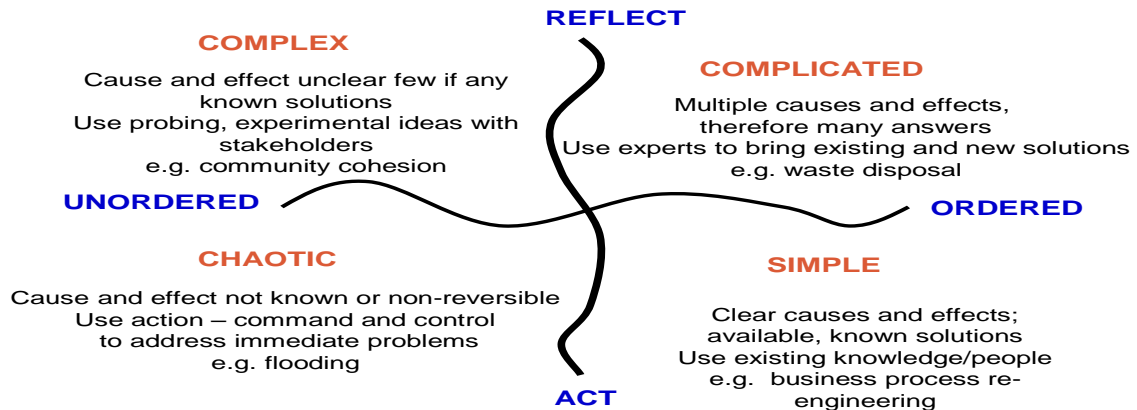 REFLECT
COMPLEX
Cause and effect unclear few if any
known solutions
Use probing, experimental ideas with
stakeholders
e.g. community cohesion
COMPLICATED
Multiple causes and effects,
therefore many answers
Use experts to bring existing and new solutions
e.g. waste disposal
UNORDERED
ORDERED
CHAOTIC
Cause and effect not known or non-reversible
Use action – command and control
to address immediate problems
e.g. flooding
SIMPLE
Clear causes and effects;
available, known solutions
Use existing knowledge/people
e.g. business process re-
engineering
ACT